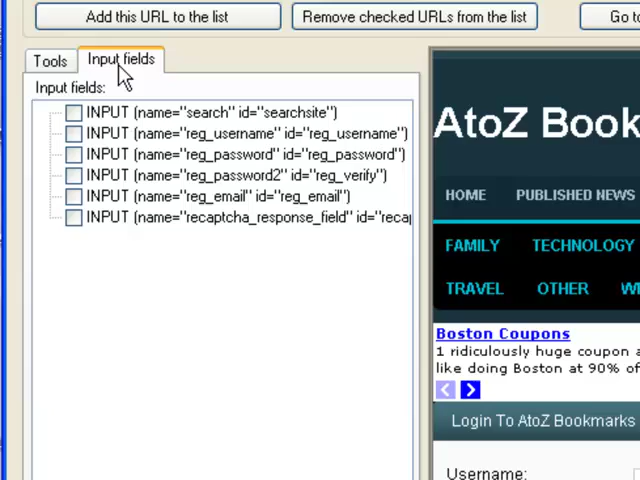 Add this URL to the list
Remove checked URLs from the list
Go to
Tools
Input fields
Input fields:
INPUT (name="search" id="searchsite")
INPUT (name="reg_username" id="reg_username")
INPUT (name="reg_password" id="reg_password")
INPUT (name="reg_password2" id="reg_verify")
INPUT (name="reg_email" id="reg_email")
INPUT (name="recaptcha_response_field" id="recap
AtoZ Book
HOME PUBLISHED NEWS
FAMILY TECHNOLOGY
TRAVEL OTHER
Boston Coupons
1 ridiculously huge coupon a
like doing Boston at 90% of
Login To AtoZ Bookmarks
Username: